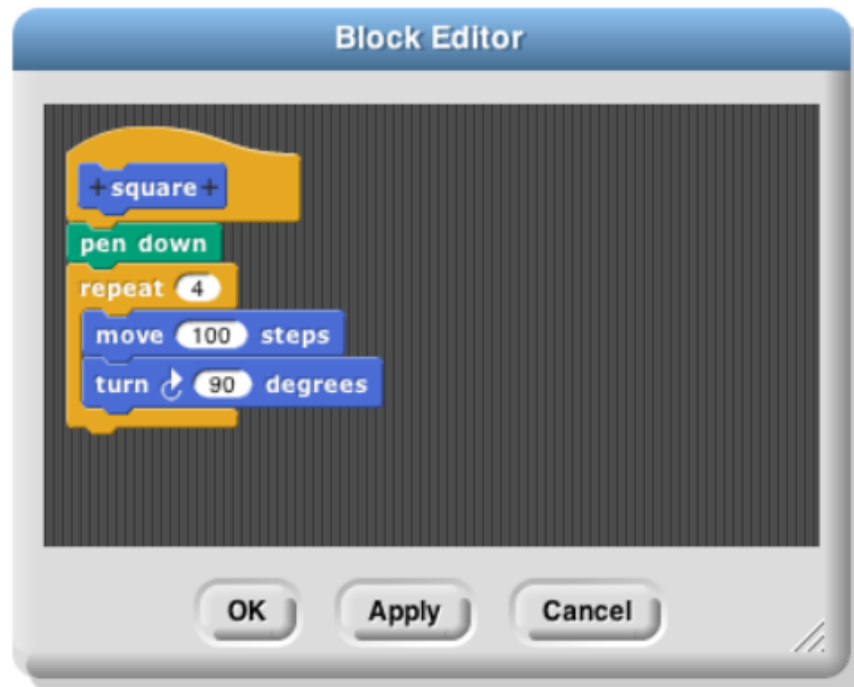 Block Editor
+square+
pen down
repeat 4
move 100 steps
turn 90 degrees
OK Apply Cancel